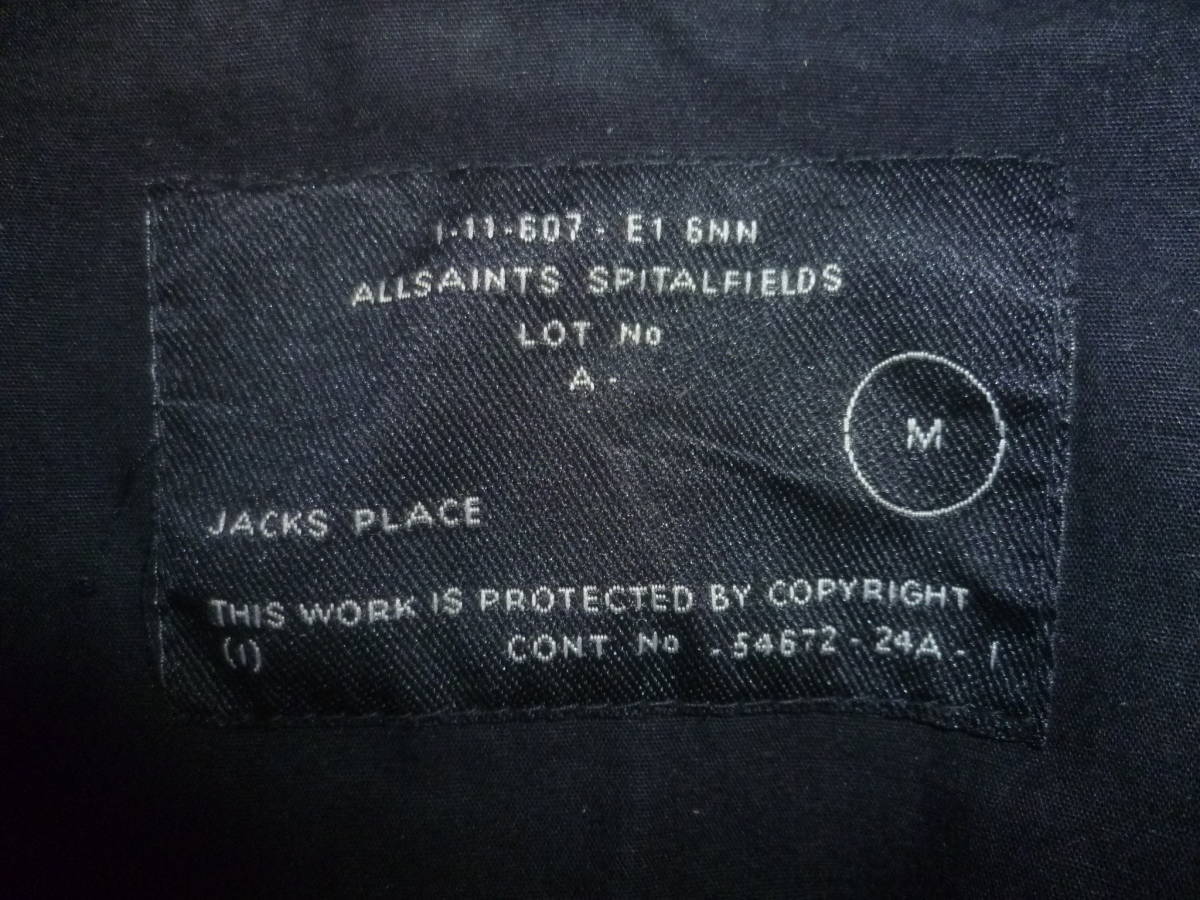 1-11-607 - E1 6NN
ALLSAINTS SPITALFIELDS
LOT No
A -
M
JACKS PLACE
THIS WORK IS PROTECTED BY COPYRIGHT
(1) CONT No .54672-24A - 1